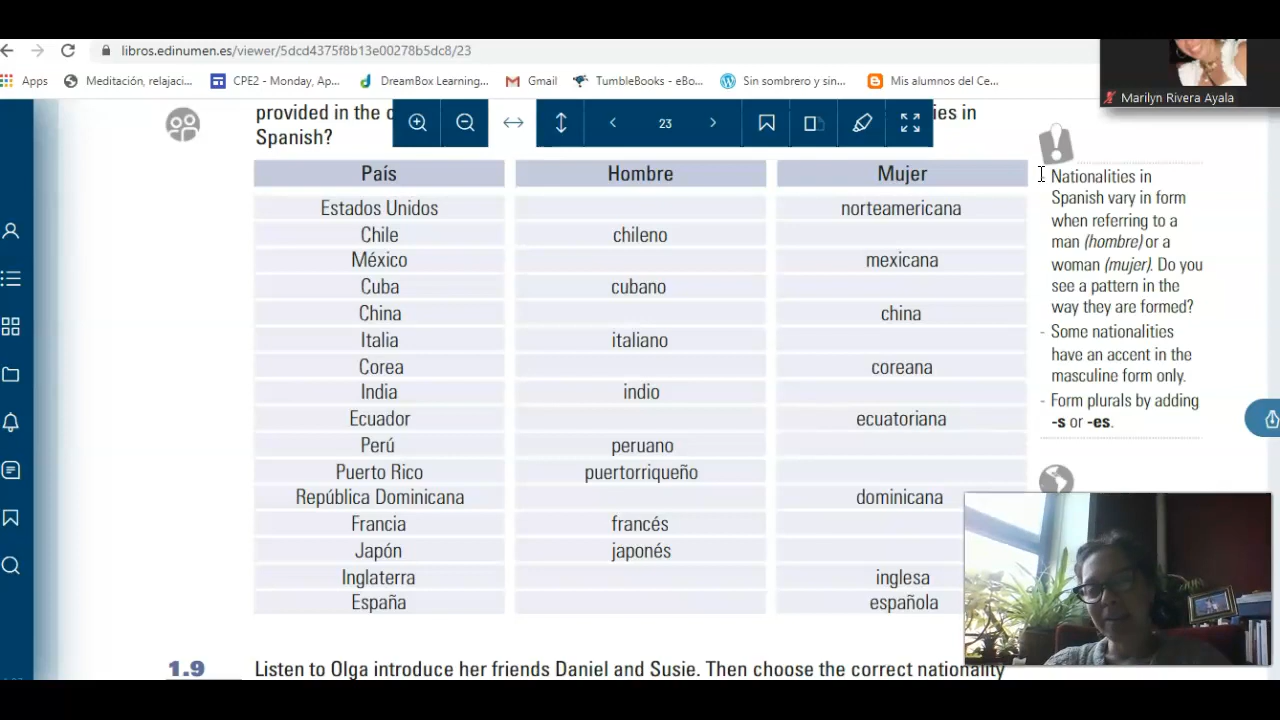 libros.edinumen.es/viewer/5dcd4375f8b13e00278b5dc8/23
Apps Meditación, relajaci... CPE2 - Monday, Ap... DreamBox Learning... Gmail TumbleBooks - eBo... Sin sombrero y sin... Mis alumnos del Ce...
Marilyn Rivera Ayala
provided in the
in
Spanish?
23
País Hombre Mujer
Estados Unidos norteamericana
Chile chileno
México mexicana
Cuba cubano
China china
Italia italiano
Corea coreana
India indio
Ecuador ecuatoriana
Perú peruano
Puerto Rico puertorriqueño
República Dominicana dominicana
Francia francés
Japón japonés
Inglaterra inglesa
España española
Nationalities in
Spanish vary in form
when referring to a
man (hombre) or a
woman (mujer). Do you
see a pattern in the
way they are formed?
- Some nationalities
have an accent in the
masculine form only.
- Form plurals by adding
-s or -es.
1.9 Listen to Olga introduce her friends Daniel and Susie. Then choose the correct nationality